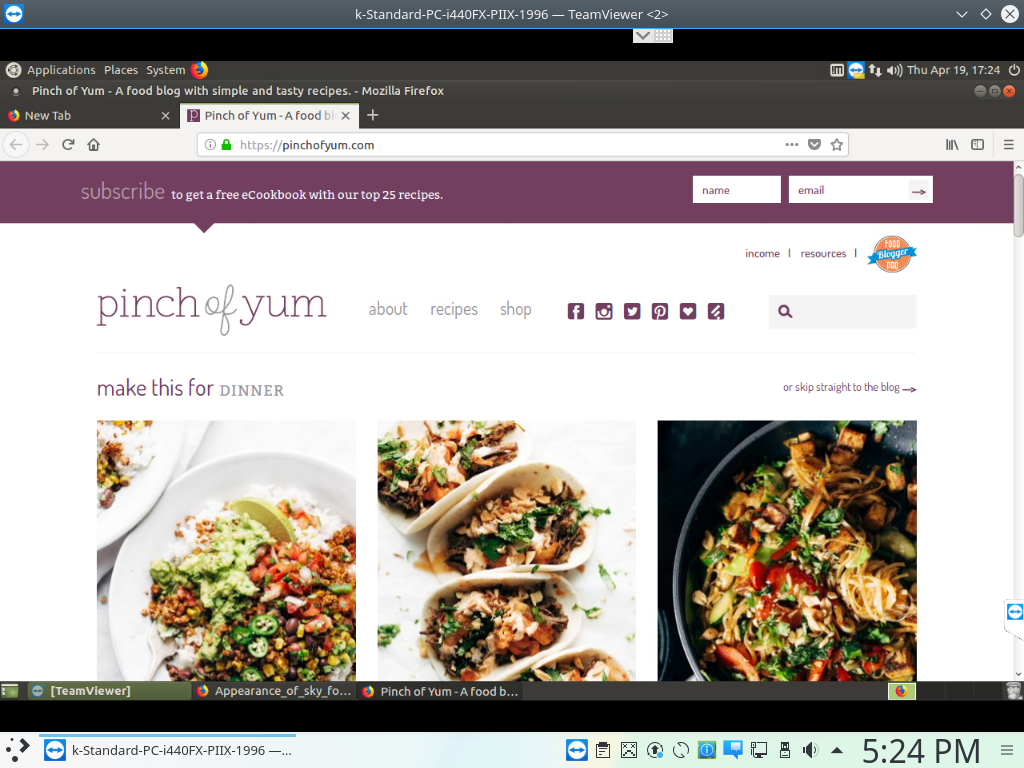 k-Standard-PC-i440FX-PIIX-1996 — TeamViewer <2>
Applications Places System
Thu Apr 19, 17:24
Pinch of Yum - A food blog with simple and tasty recipes. - Mozilla Firefox
New Tab
Pinch of Yum - A food bl
https://pinchofyum.com
subscribe to get a free eCookbook with our top 25 recipes.
name
email
income | resources |
FOOD Blogger PRO
pinch of yum
about recipes shop
make this for DINNER
or skip straight to the blog
[TeamViewer]
Appearance_of_sky_fo...
Pinch of Yum - A food b...
k-Standard-PC-i440FX-PIIX-1996 —...
5:24 PM